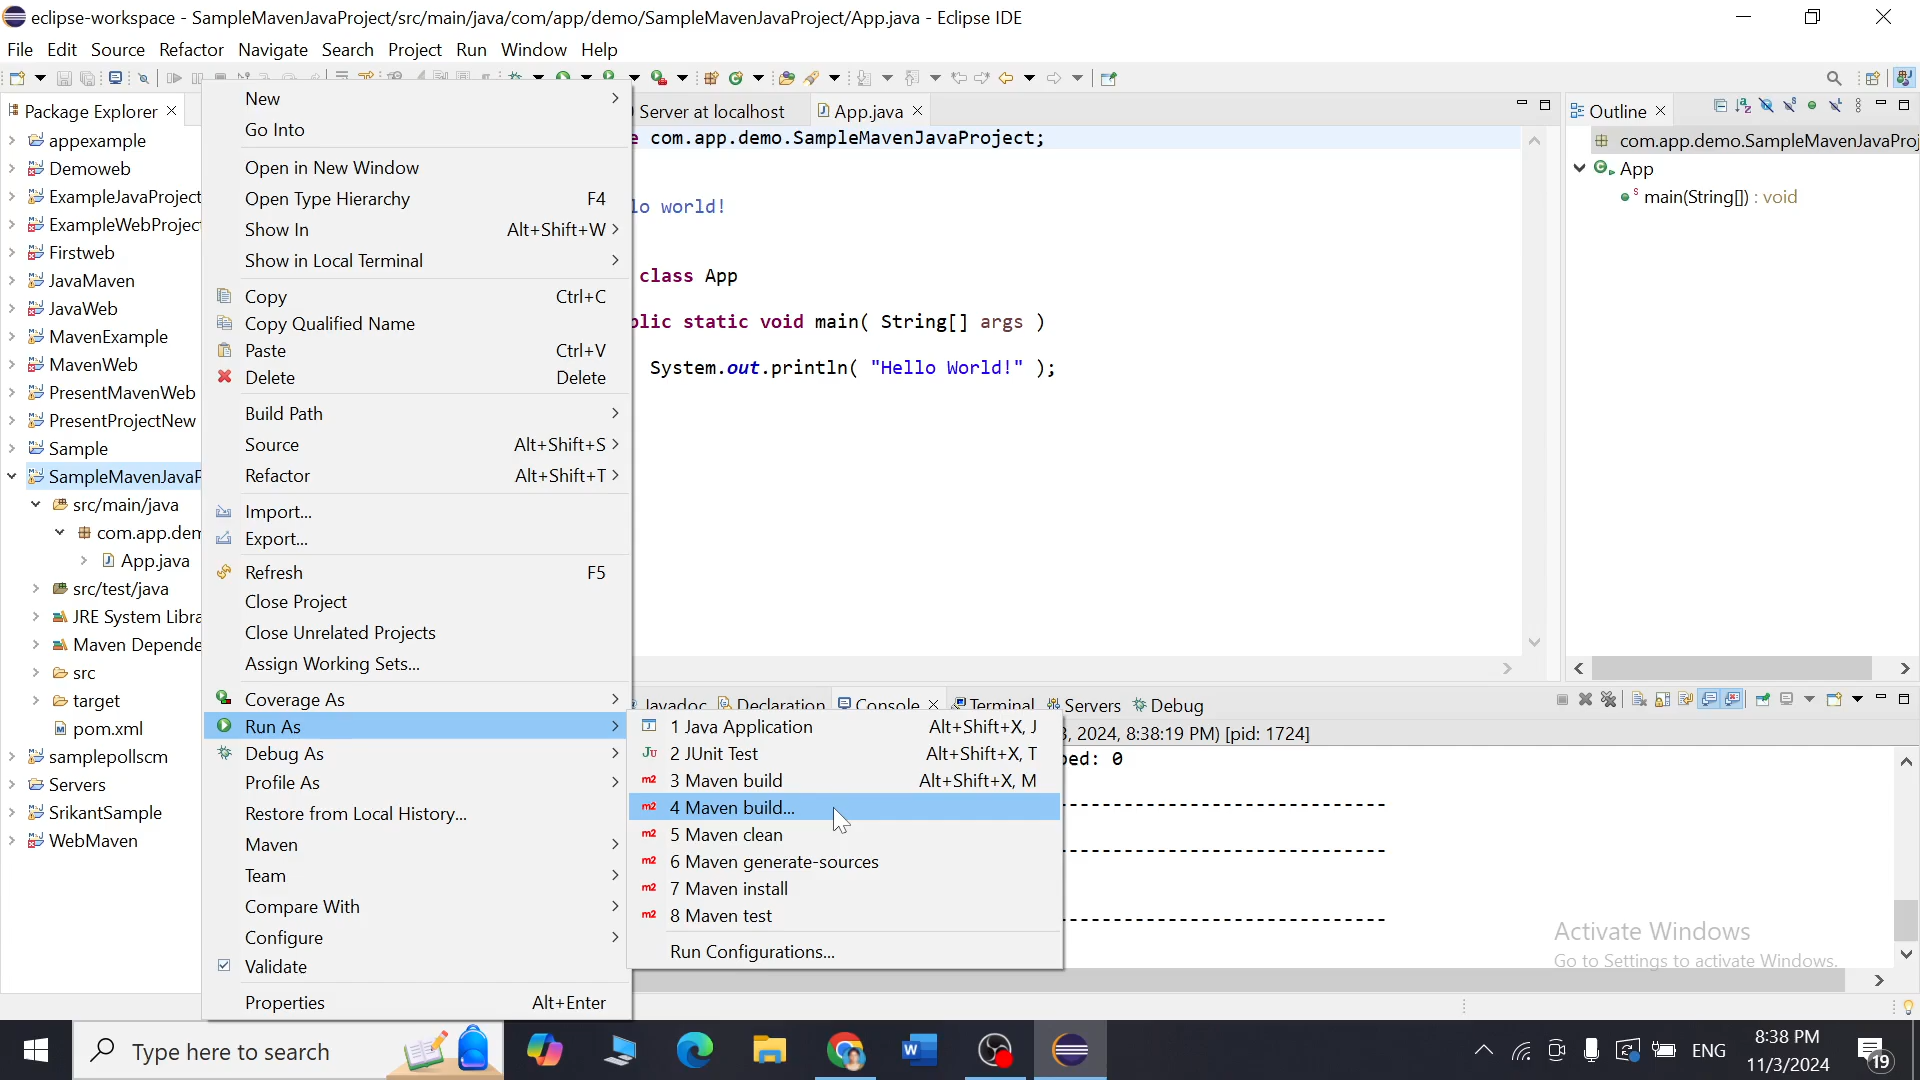 eclipse-workspace - SampleMavenJavaProject/src/main/java/com/app/demo/SampleMavenJavaProject/App.java - Eclipse IDE
File Edit Source Refactor Navigate Search Project Run Window Help
Package Explorer
appexample
Demoweb
ExampleJavaProject
ExampleWebProjec
Firstweb
JavaMaven
JavaWeb
MavenExample
MavenWeb
PresentMavenWeb
PresentProjectNew
Sample
SampleMavenJavaP
src/main/java
com.app.dem
App.java
src/test/java
JRE System Libra
Maven Depende
src
target
pom.xml
samplepollscm
Servers
SrikantSample
WebMaven
New
Go Into
Open in New Window
Open Type Hierarchy F4
Show In Alt+Shift+W
Show in Local Terminal
Copy Ctrl+C
Copy Qualified Name
Paste Ctrl+V
Delete Delete
Build Path
Source Alt+Shift+S
Refactor Alt+Shift+T
Import...
Export...
Refresh F5
Close Project
Close Unrelated Projects
Assign Working Sets...
Coverage As
Run As
Debug As
Profile As
Restore from Local History...
Maven
Team
Compare With
Configure
Validate
Properties Alt+Enter
1 Java Application Alt+Shift+X, J
2 JUnit Test Alt+Shift+X, T
3 Maven build Alt+Shift+X, M
4 Maven build...
5 Maven clean
6 Maven generate-sources
7 Maven install
8 Maven test
Run Configurations...
Server at localhost App.java
e com.app.demo.SampleMavenJavaProject;
lo world!
class App
blic static void main( String[] args )
System.out.println( "Hello World!" );
Javadoc Declaration Console Terminal Servers Debug
3, 2024, 8:38:19 PM) [pid: 1724]
ped: 0
Outline
com.app.demo.SampleMavenJavaProj
App
main(String[]) : void
Activate Windows
Go to Settings to activate Windows.
Type here to search
ENG
8:38 PM
11/3/2024
19